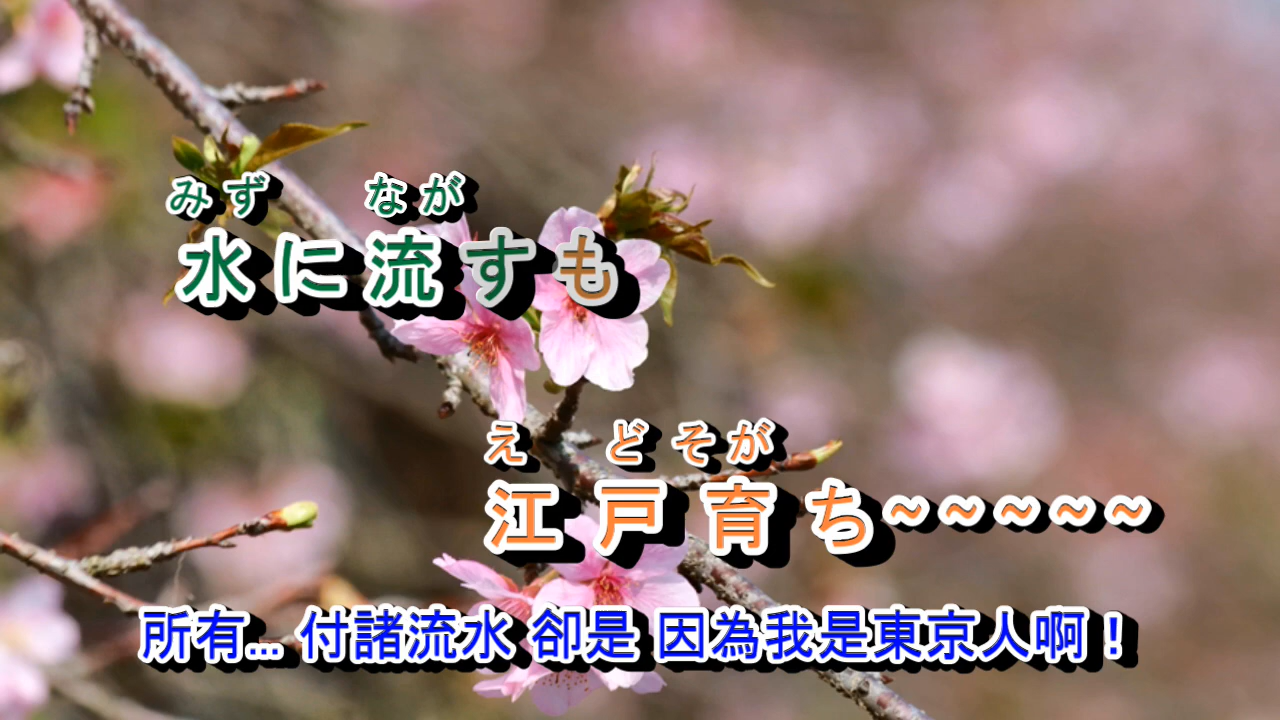 みず なが
水に流すも
え ど そが
江戸育ち~~~~~
所有... 付諸流水 卻是 因為我是東京人啊！